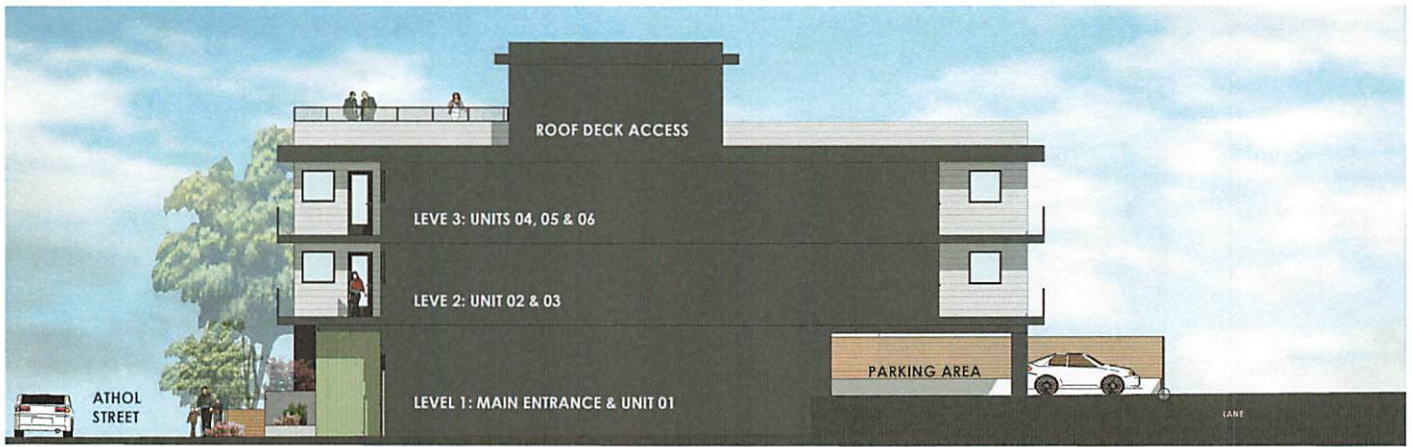 ROOF DECK ACCESS
LEVE 3: UNITS 04, 05 & 06
LEVE 2: UNIT 02 & 03
PARKING AREA
ATHOL
STREET
LEVEL 1: MAIN ENTRANCE & UNIT 01
LANE